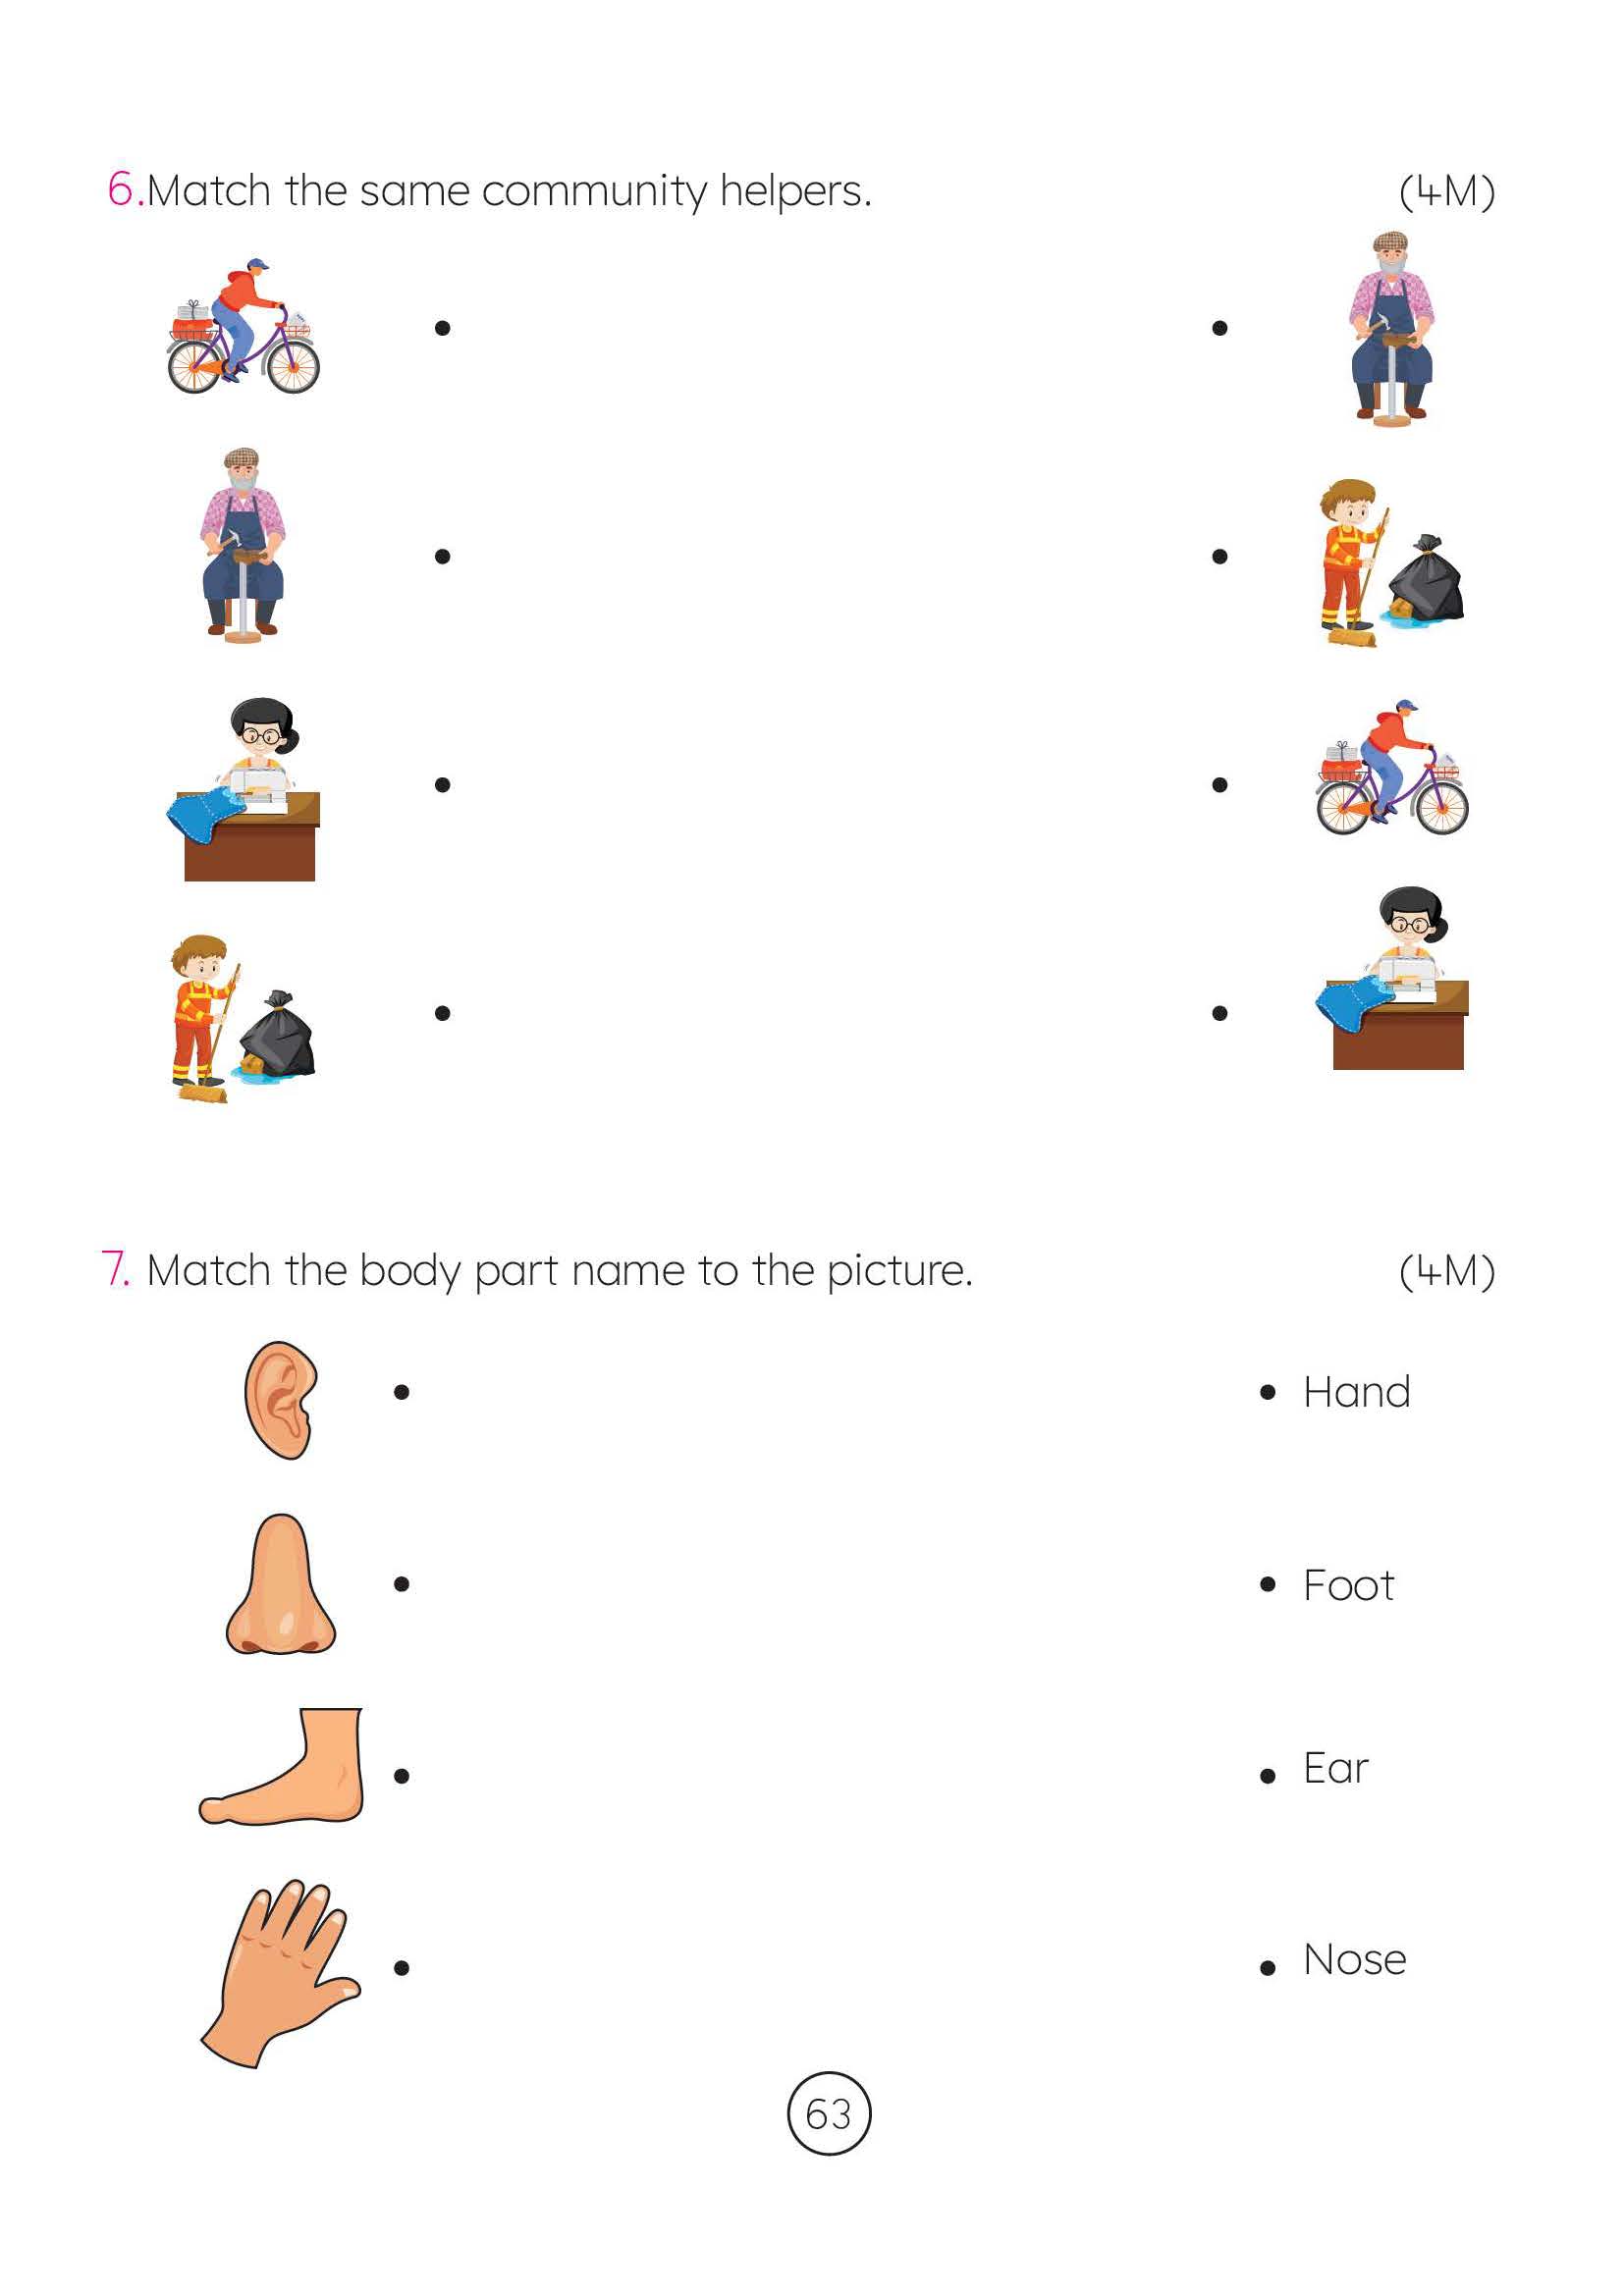 6.Match the same community helpers. (4M)
7. Match the body part name to the picture. (4M)
Hand
Foot
Ear
Nose
63